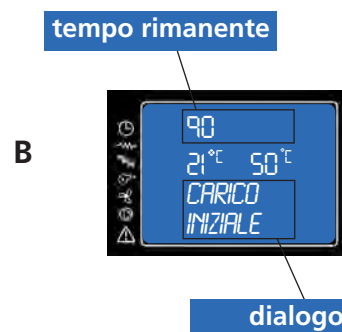 tempo rimanente
B
90
21°C 50°C
CARICO
INIZIALE
dialogo